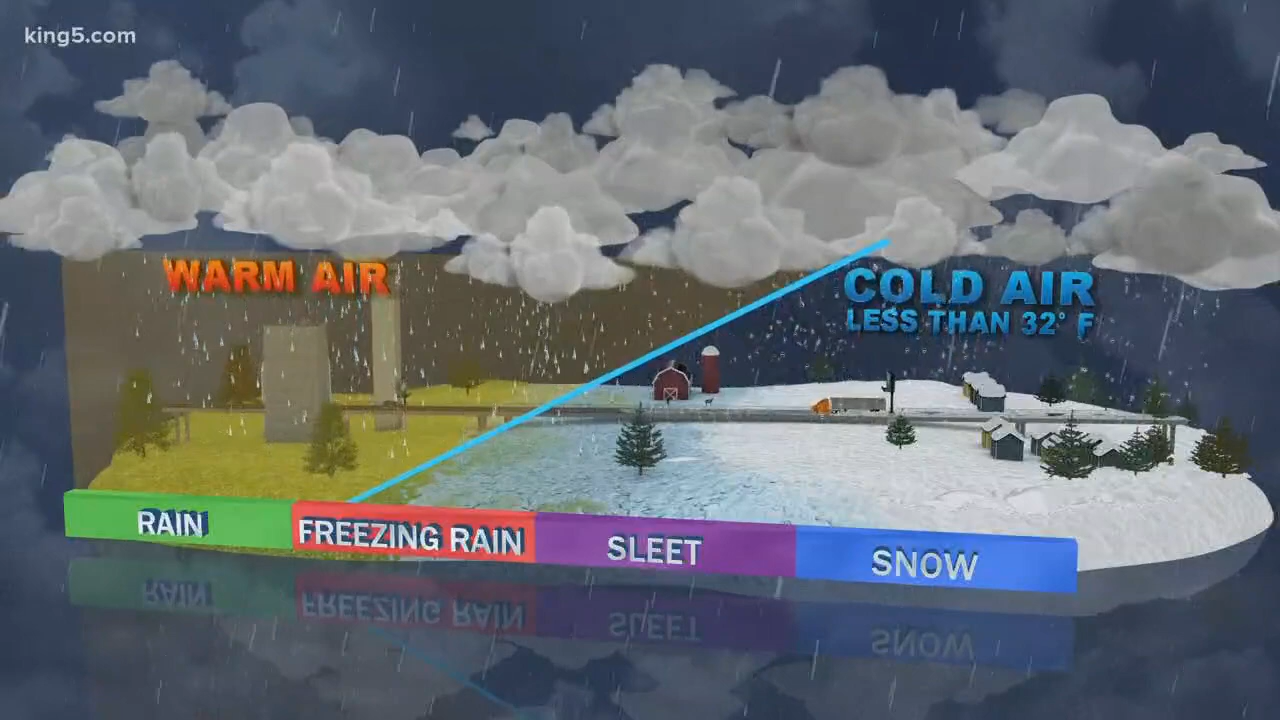 king5.com
WARM AIR
COLD AIR
LESS THAN 32° F
RAIN
FREEZING RAIN
SLEET
SNOW